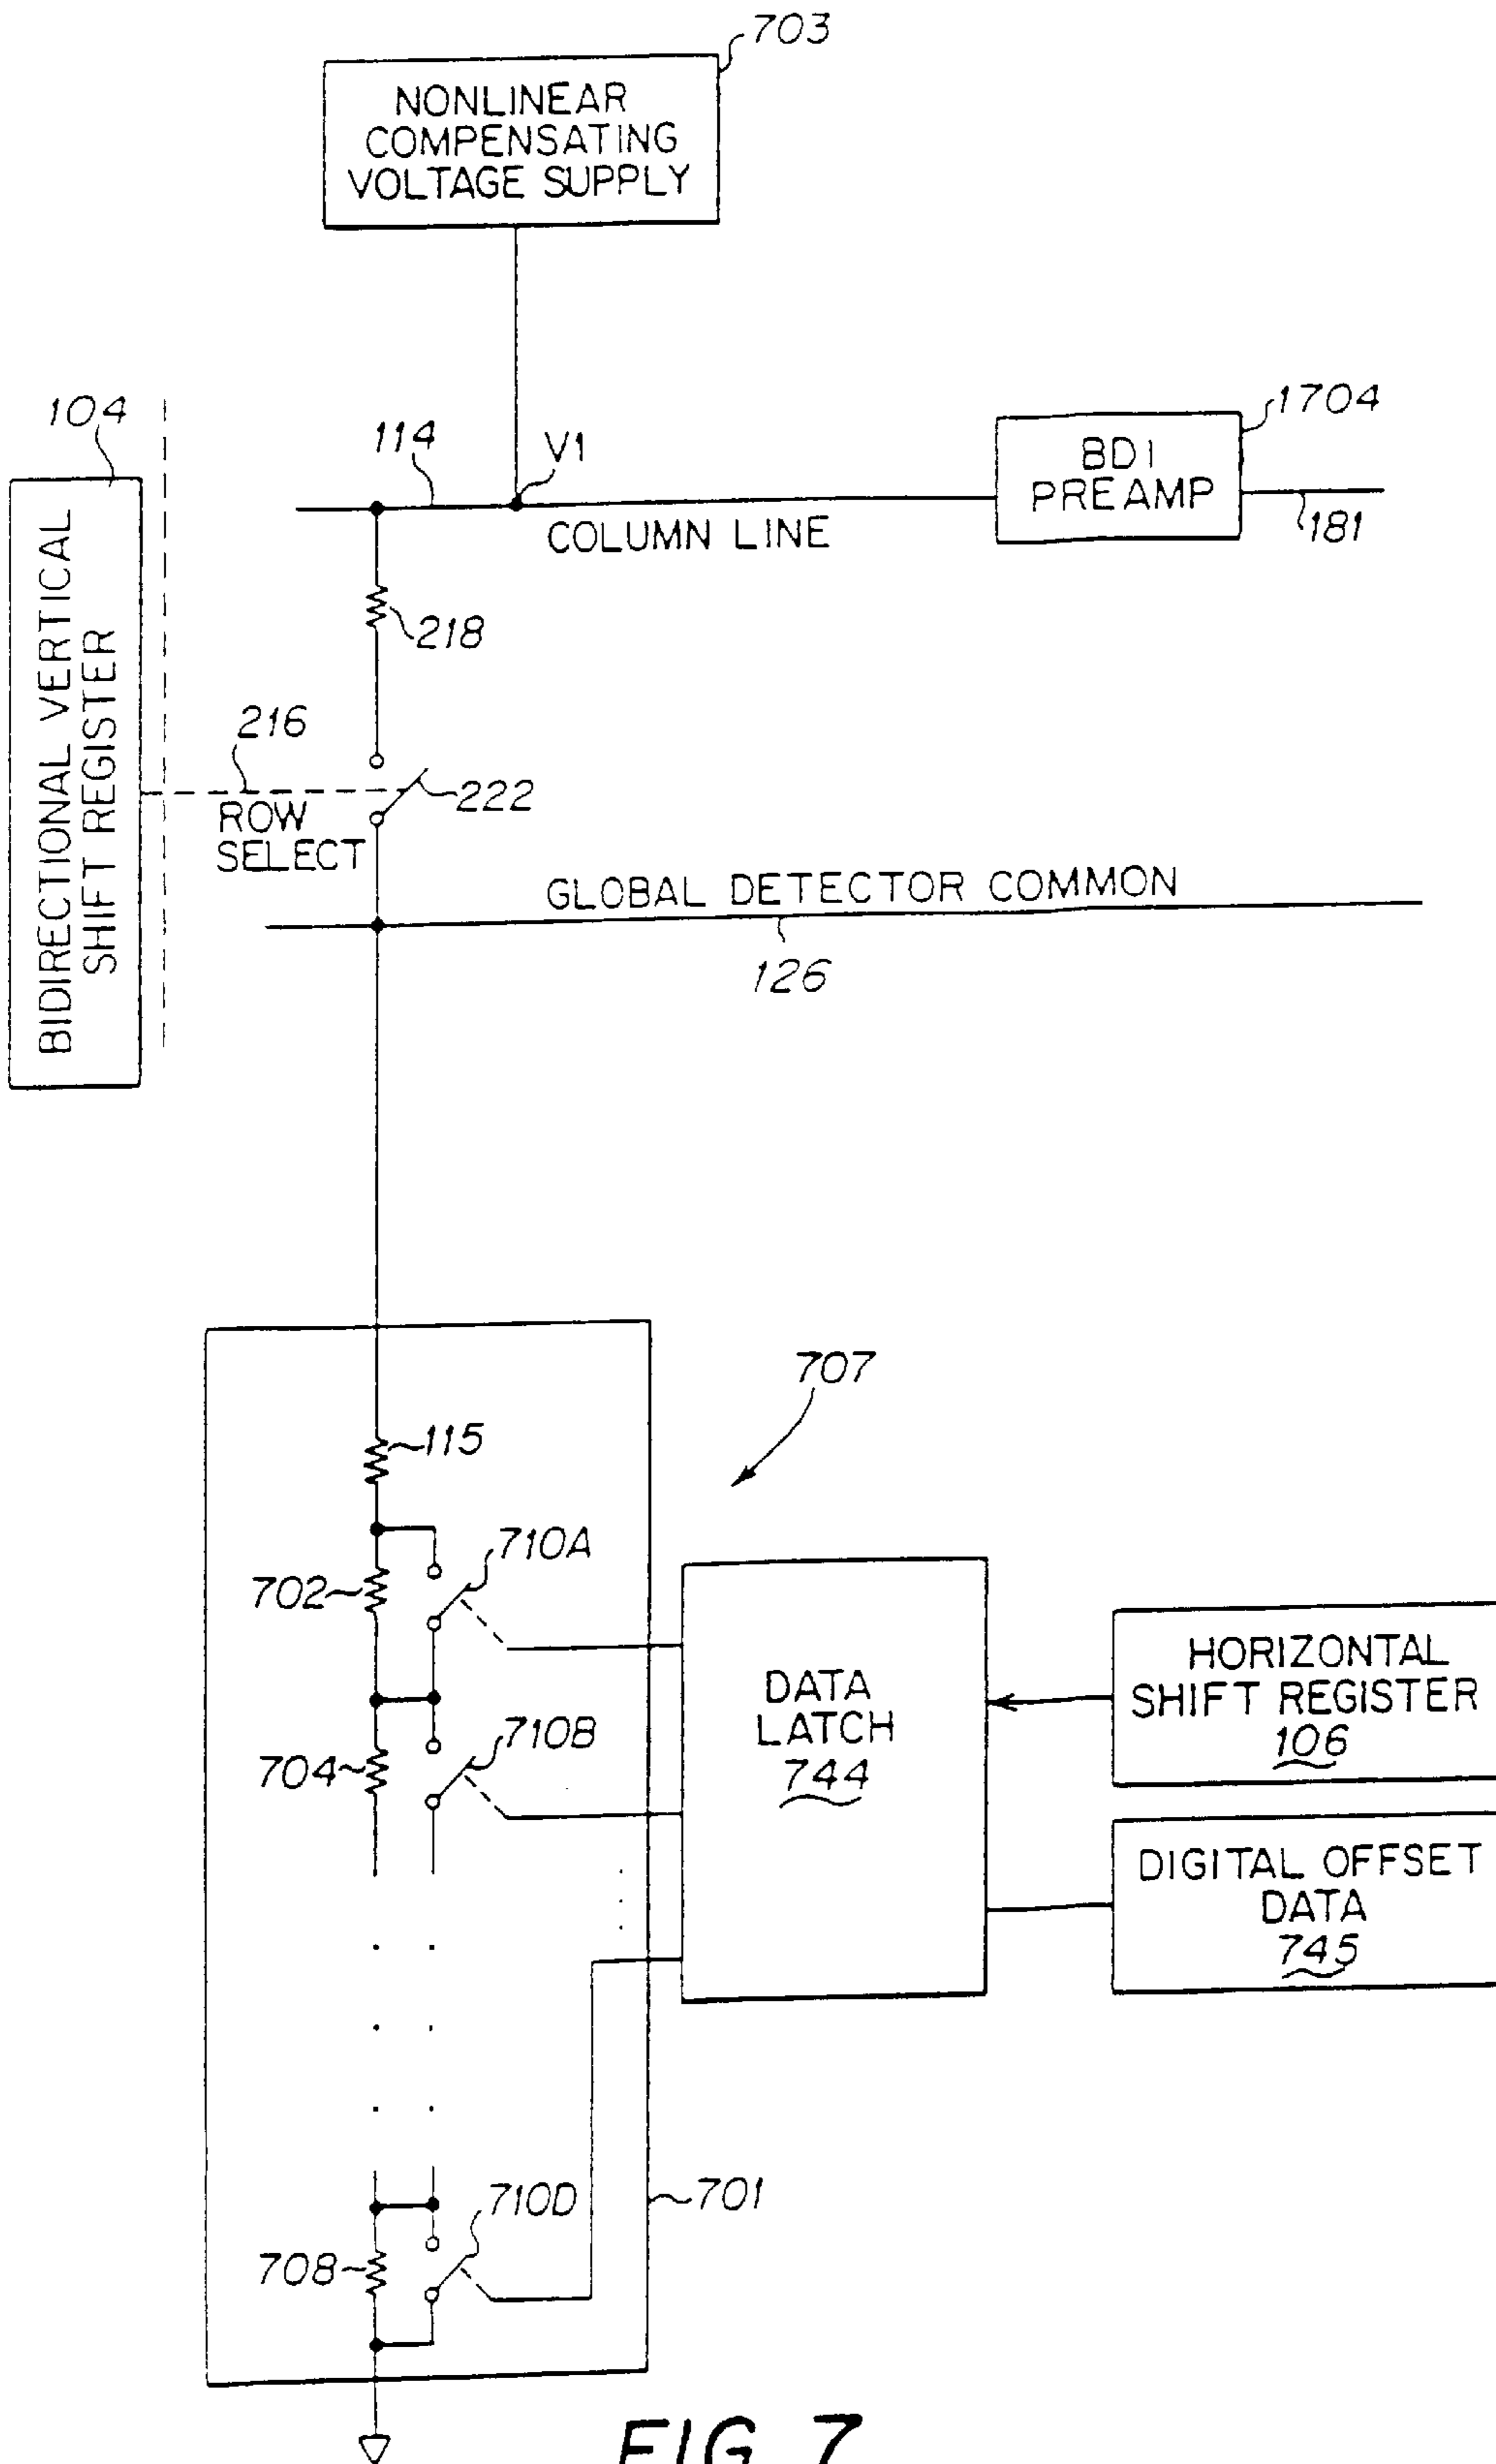 703
NONLINEAR
COMPENSATING
VOLTAGE SUPPLY
104
BIDIRECTIONAL VERTICAL
SHIFT REGISTER
114
V1
COLUMN LINE
1704
BDI
PREAMP
181
218
216
222
ROW
SELECT
GLOBAL DETECTOR COMMON
126
707
115
710A
702
704
710B
DATA
LATCH
744
HORIZONTAL
SHIFT REGISTER
106
DIGITAL OFFSET
DATA
745
710D
701
708
FIG. 7